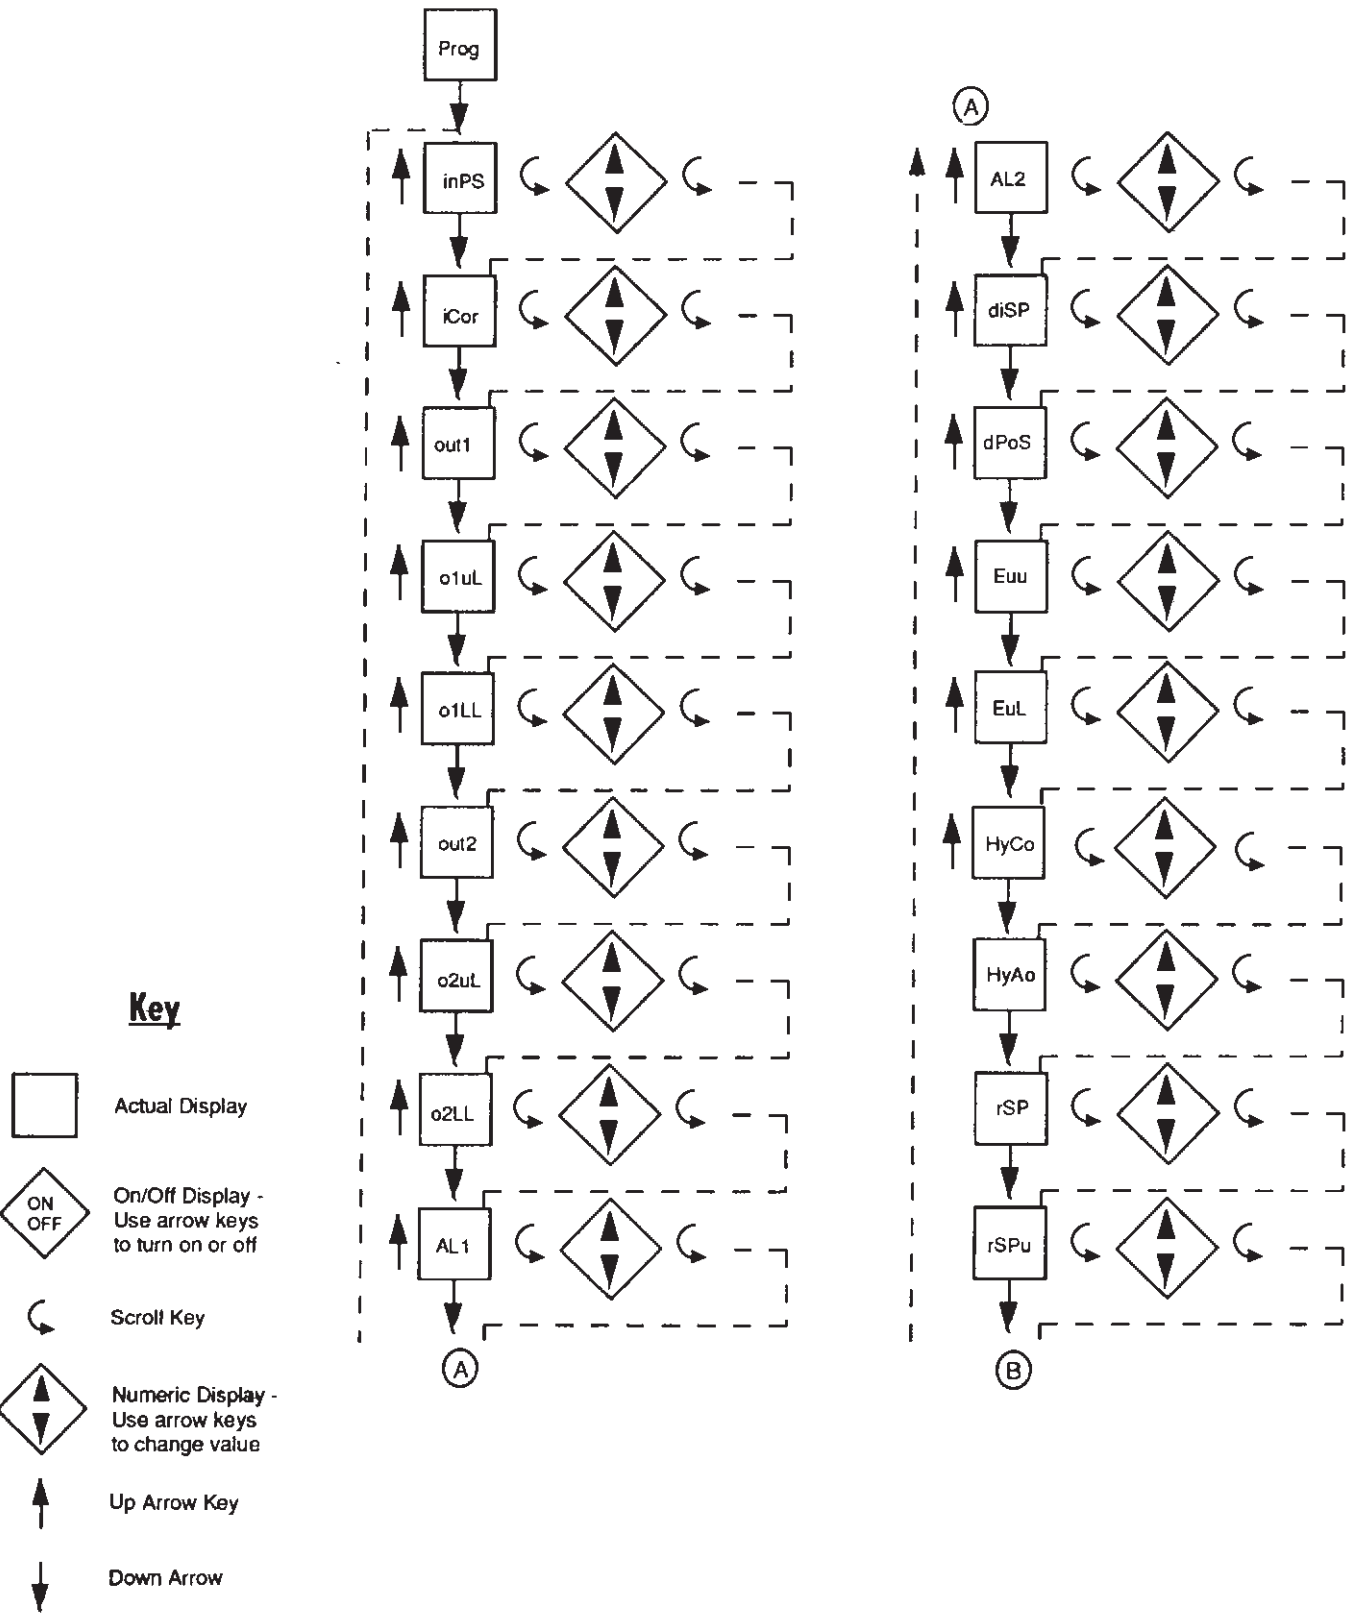 Prog
inPS
iCor
out1
o1uL
o1LL
out2
o2uL
o2LL
AL1
A
A
AL2
diSP
dPoS
Euu
EuL
HyCo
HyAo
rSP
rSPu
B
Key
Actual Display
ON
OFF
On/Off Display -
Use arrow keys
to turn on or off
Scroll Key
Numeric Display -
Use arrow keys
to change value
Up Arrow Key
Down Arrow